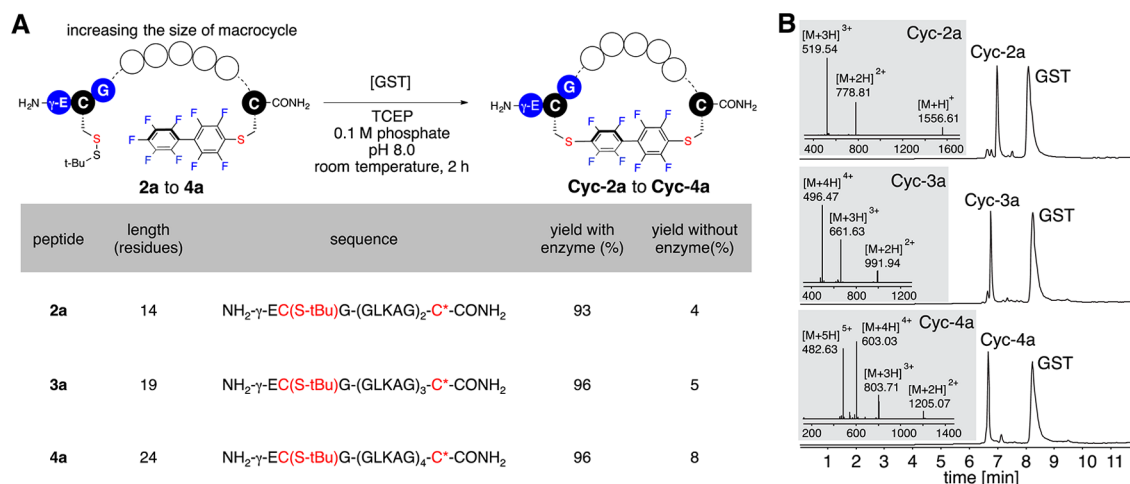 A
increasing the size of macrocycle
H₂N
γ-E
C
G
C
CONH₂
S
S
t-Bu
F
F
F
F
F
F
F
F
F
S
2a to 4a
[GST]
TCEP
0.1 M phosphate
pH 8.0
room temperature, 2 h
H₂N
γ-E
C
G
C
CONH₂
S
F
F
F
F
F
F
F
F
S
Cyc-2a to Cyc-4a
peptide
length
(residues)
sequence
yield with
enzyme (%)
yield without
enzyme(%)
2a
14
NH₂-γ-EC(S-tBu)G-(GLKAG)₂-C*-CONH₂
93
4
3a
19
NH₂-γ-EC(S-tBu)G-(GLKAG)₃-C*-CONH₂
96
5
4a
24
NH₂-γ-EC(S-tBu)G-(GLKAG)₄-C*-CONH₂
96
8
B
Cyc-2a
[M+3H]³⁺
519.54
[M+2H]²⁺
778.81
[M+H]⁺
1556.61
400 800 1200 1600
Cyc-2a
GST
Cyc-3a
[M+4H]⁴⁺
496.47
[M+3H]³⁺
661.63
[M+2H]²⁺
991.94
400 800 1200
Cyc-3a
GST
Cyc-4a
[M+5H]⁵⁺
482.63
[M+4H]⁴⁺
603.03
[M+3H]³⁺
803.71
[M+2H]²⁺
1205.07
200 600 1000 1400
Cyc-4a
GST
1 2 3 4 5 6 7 8 9 10 11
time [min]